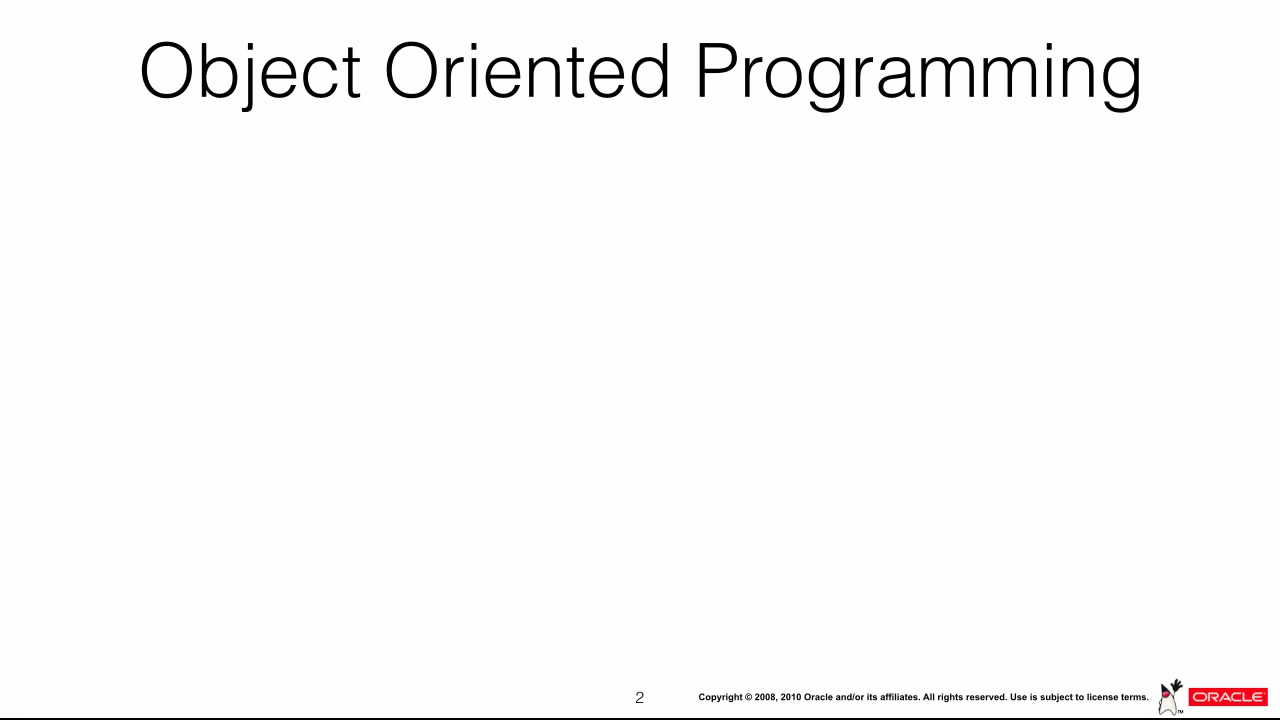 Object Oriented Programming
2
Copyright © 2008, 2010 Oracle and/or its affiliates. All rights reserved. Use is subject to license terms.
TM
ORACLE